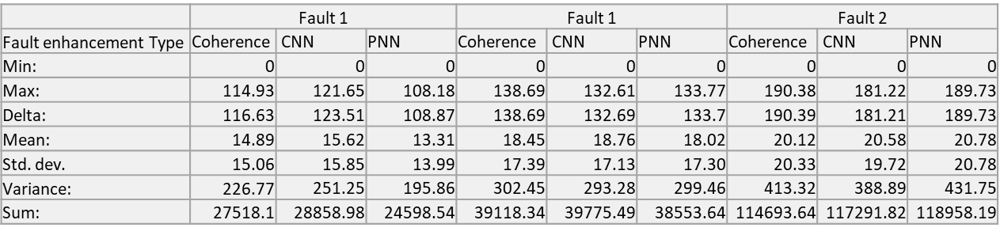 Fault 1 Fault 1 Fault 2
Fault enhancement Type Coherence CNN PNN Coherence CNN PNN Coherence CNN PNN
Min: 0 0 0 0 0 0 0 0 0
Max: 114.93 121.65 108.18 138.69 132.61 133.77 190.38 181.22 189.73
Delta: 116.63 123.51 108.87 138.69 132.69 133.7 190.39 181.21 189.73
Mean: 14.89 15.62 13.31 18.45 18.76 18.02 20.12 20.58 20.78
Std. dev. 15.06 15.85 13.99 17.39 17.13 17.30 20.33 19.72 20.78
Variance: 226.77 251.25 195.86 302.45 293.28 299.46 413.32 388.89 431.75
Sum: 27518.1 28858.98 24598.54 39118.34 39775.49 38553.64 114693.64 117291.82 118958.19